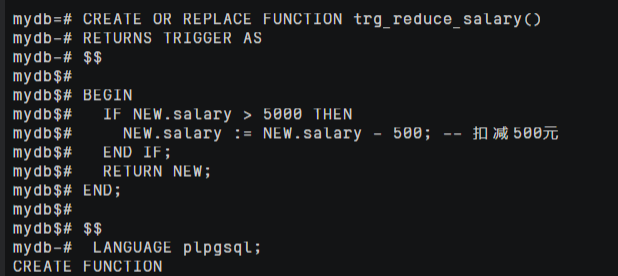 mydb=# CREATE OR REPLACE FUNCTION trg_reduce_salary()
mydb-# RETURNS TRIGGER AS
mydb-# $$
mydb$#
mydb$# BEGIN
mydb$#   IF NEW.salary > 5000 THEN
mydb$#     NEW.salary := NEW.salary - 500; -- 扣减500元
mydb$#   END IF;
mydb$#   RETURN NEW;
mydb$# END;
mydb$#
mydb$# $$
mydb-#  LANGUAGE plpgsql;
CREATE FUNCTION